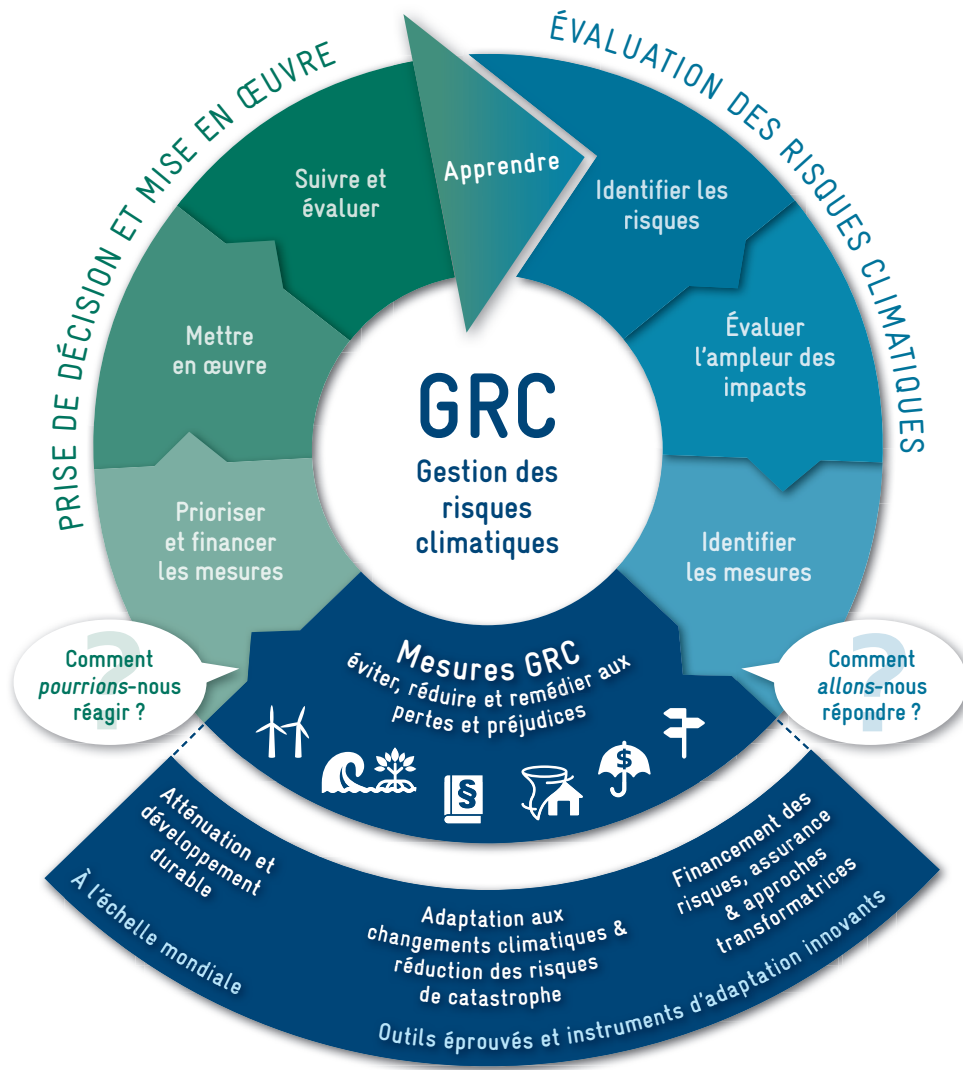 PRISE DE DÉCISION ET MISE EN ŒUVRE
ÉVALUATION DES RISQUES CLIMATIQUES
Apprendre
Identifier les
risques
Évaluer
l'ampleur des
impacts
Identifier
les mesures
Suivre et
évaluer
Mettre
en œuvre
Prioriser
et financer
les mesures
GRC
Gestion des
risques
climatiques
Mesures GRC
éviter, réduire et remédier aux
pertes et préjudices
?
Comment
pourrions-nous
réagir ?
?
Comment
allons-nous
répondre ?
§
$
Atténuation et
développement
durable
À l'échelle mondiale
Adaptation aux
changements climatiques &
réduction des risques
de catastrophe
Financement des
risques, assurance
& approches
transformatrices
Outils éprouvés et instruments d'adaptation innovants